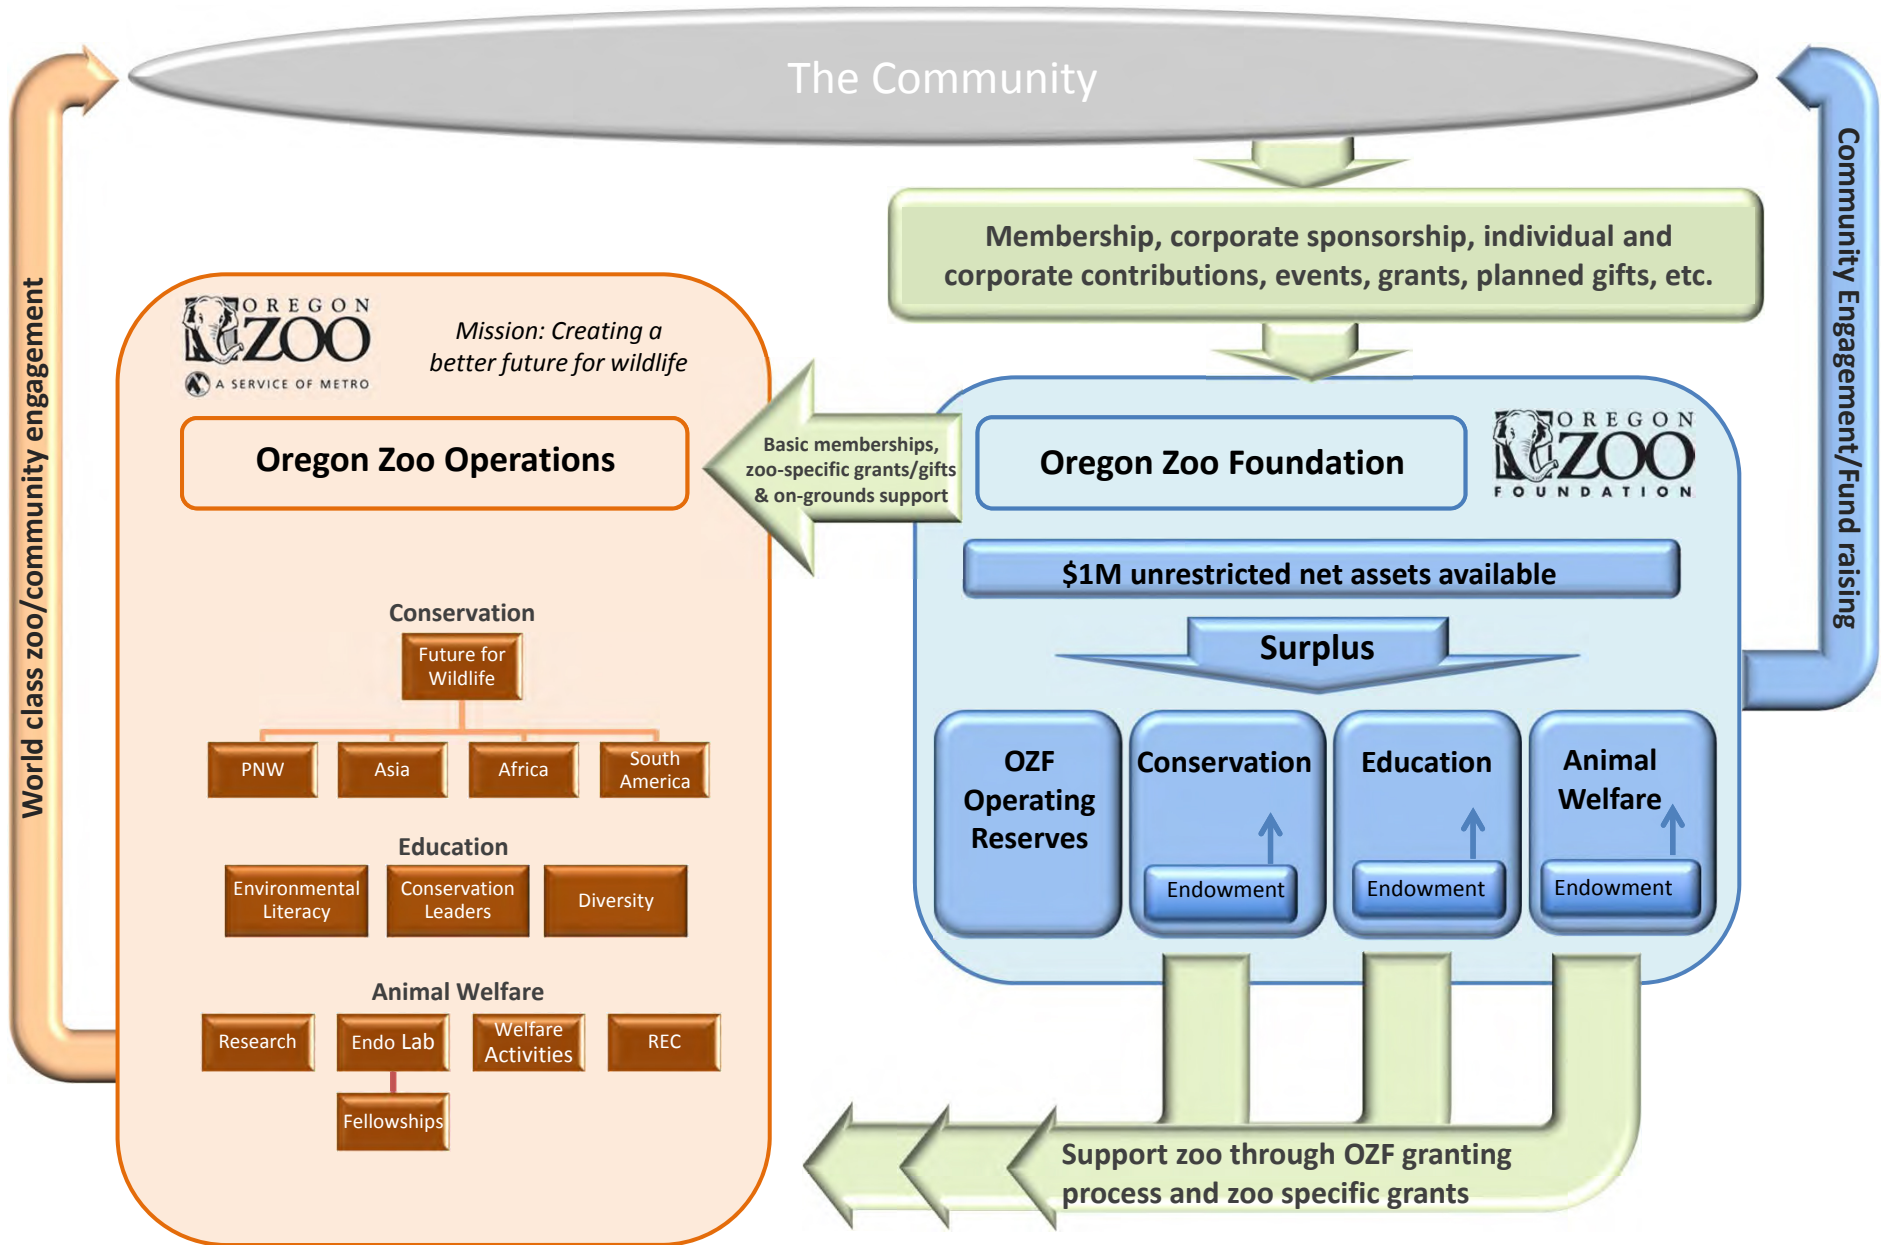 The Community
World class zoo/community engagement
Community Engagement/Fund raising
Membership, corporate sponsorship, individual and
corporate contributions, events, grants, planned gifts, etc.
OREGON
ZOO
A SERVICE OF METRO
Mission: Creating a
better future for wildlife
Oregon Zoo Operations
Basic memberships,
zoo-specific grants/gifts
& on-grounds support
Oregon Zoo Foundation
OREGON
ZOO
FOUNDATION
$1M unrestricted net assets available
Surplus
OZF
Operating
Reserves
Conservation
Endowment
Education
Endowment
Animal
Welfare
Endowment
Conservation
Future for
Wildlife
PNW
Asia
Africa
South
America
Education
Environmental
Literacy
Conservation
Leaders
Diversity
Animal Welfare
Research
Endo Lab
Welfare
Activities
REC
Fellowships
Support zoo through OZF granting
process and zoo specific grants